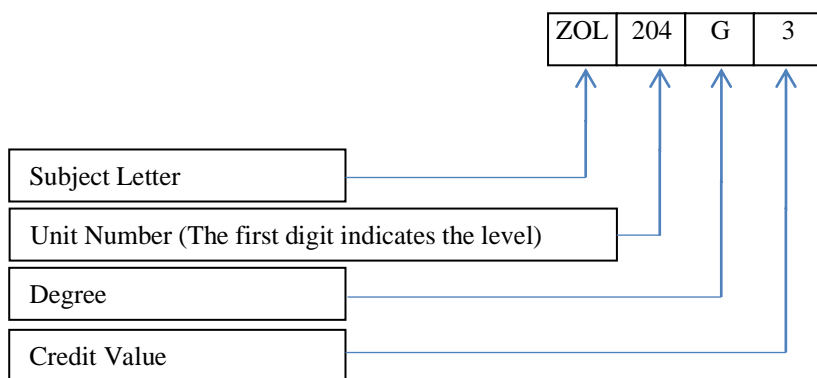 ZOL 204 G 3
Subject Letter
Unit Number (The first digit indicates the level)
Degree
Credit Value